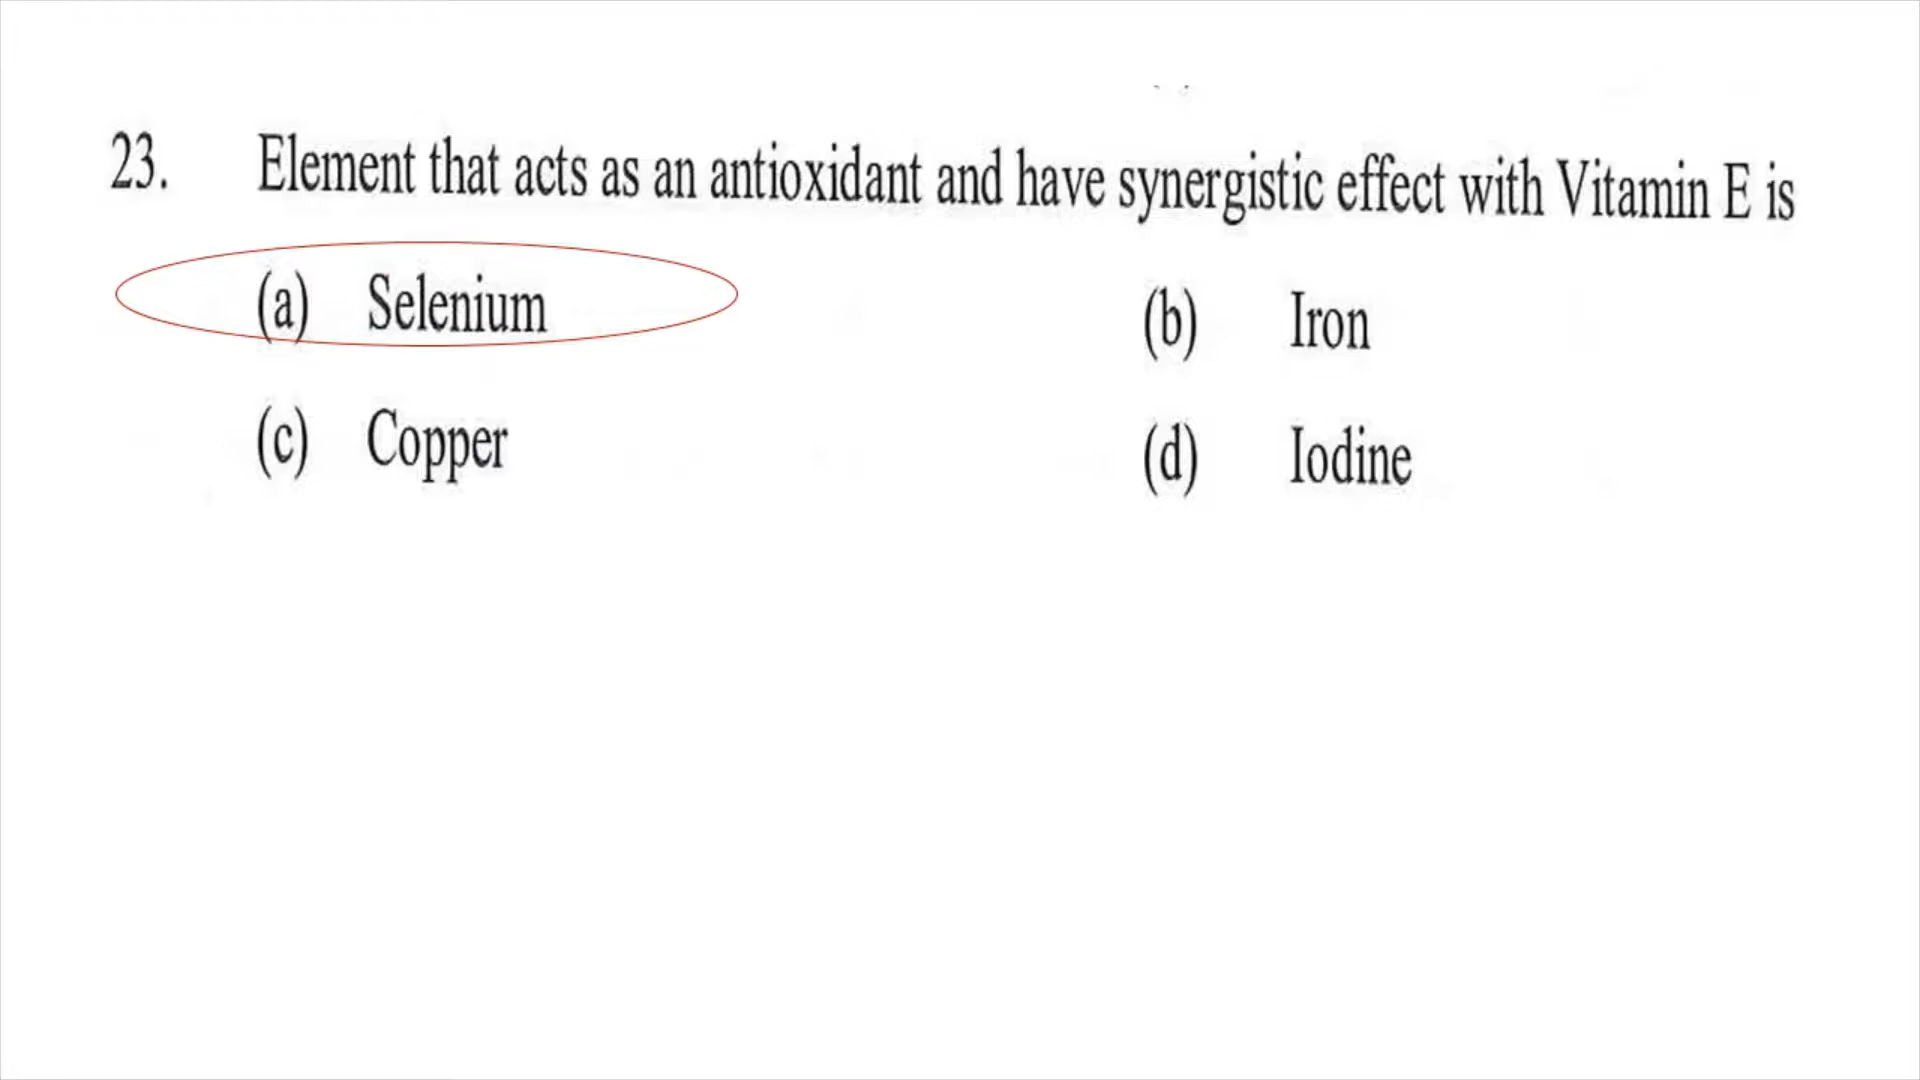 23. Element that acts as an antioxidant and have synergistic effect with Vitamin E is
(a) Selenium (b) Iron
(c) Copper (d) Iodine